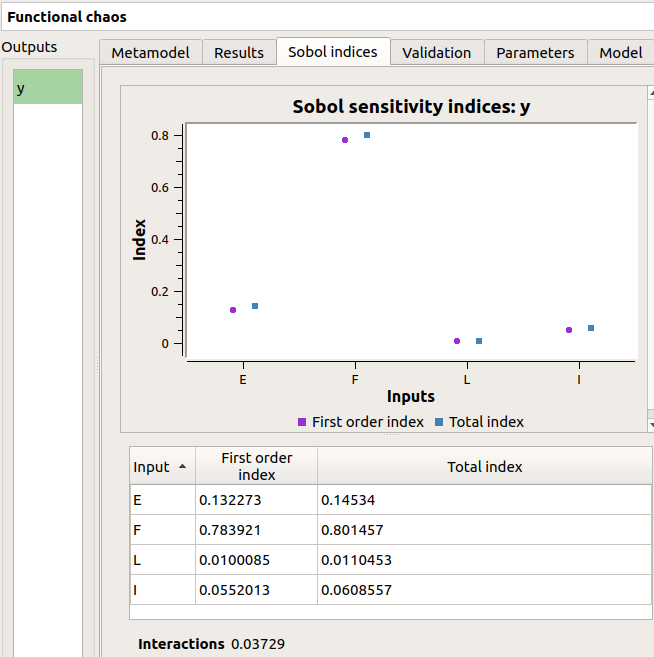 Functional chaos
Outputs
y
Metamodel Results Sobol indices Validation Parameters Model
Sobol sensitivity indices: y
Index
0.8
0.6
0.4
0.2
0
E F L I
Inputs
First order index Total index
Input First order index Total index
E 0.132273 0.14534
F 0.783921 0.801457
L 0.0100085 0.0110453
I 0.0552013 0.0608557
Interactions 0.03729